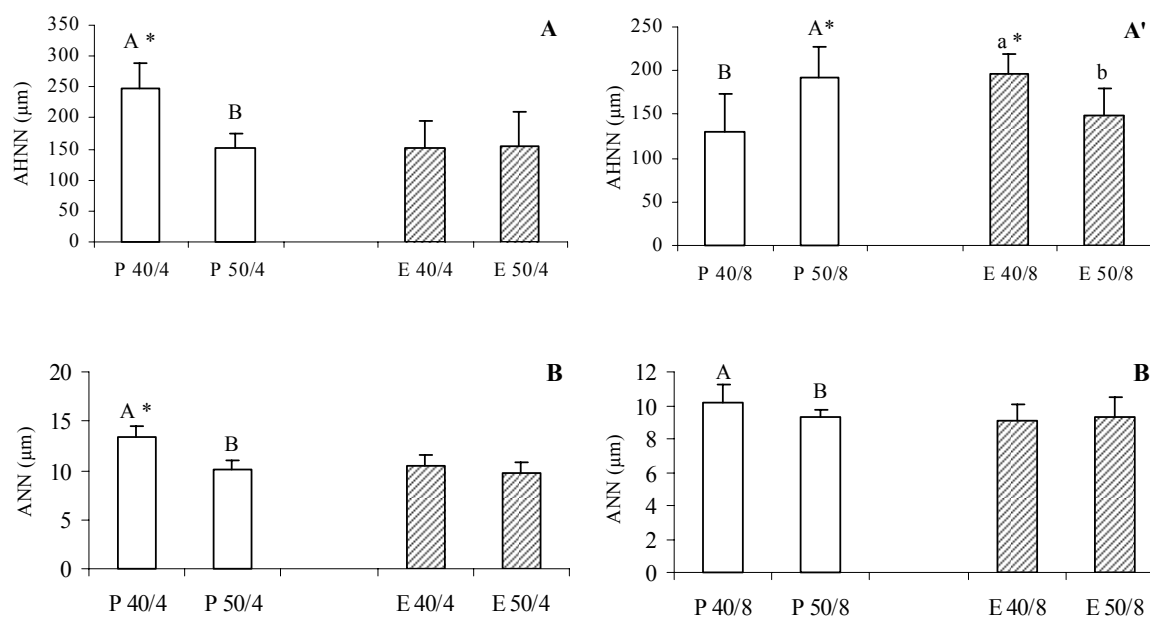 A
AHNN (µm)
350
300
250
200
150
100
50
0
A *
B
P 40/4 P 50/4 E 40/4 E 50/4
A'
AHNN (µm)
250
200
150
100
50
0
B
A*
a *
b
P 40/8 P 50/8 E 40/8 E 50/8
B
ANN (µm)
20
15
10
5
0
A *
B
P 40/4 P 50/4 E 40/4 E 50/4
B
ANN (µm)
12
10
8
6
4
2
0
A
B
P 40/8 P 50/8 E 40/8 E 50/8